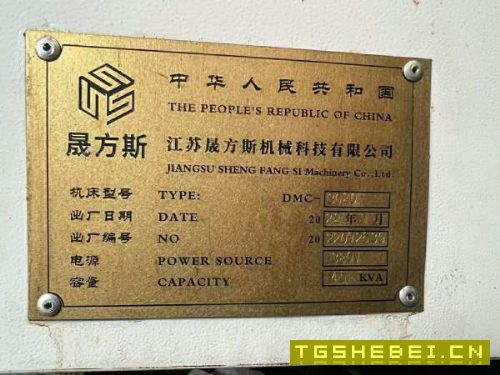 中华人民共和国
THE PEOPLE'S REPUBLIC OF CHINA
晟方斯
江苏晟方斯机械科技有限公司
JIANGSU SHENG FANG SI Machinery Co.,Ltd.
机床型号 TYPE: DMC-
出厂日期 DATE 20 22 年 月
出厂编号 NO 20
电源 POWER SOURCE 380V
容量 CAPACITY KVA
TGSHEBEI.CN